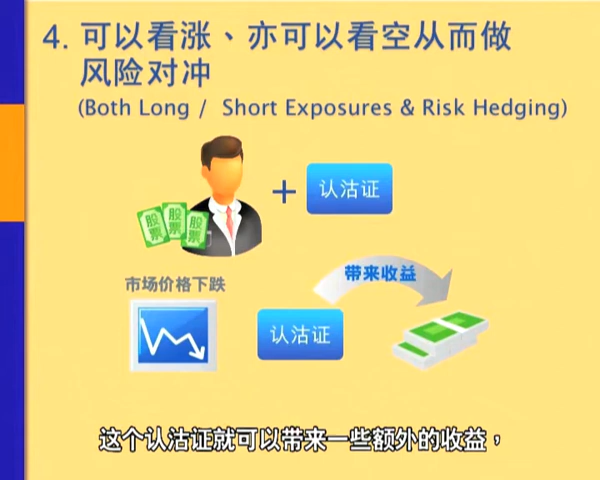 4. 可以看涨、亦可以看空从而做
风险对冲
(Both Long / Short Exposures & Risk Hedging)
股票 股票 股票
+ 认沽证
市场价格下跌
带来收益
认沽证
这个认沽证就可以带来一些额外的收益，